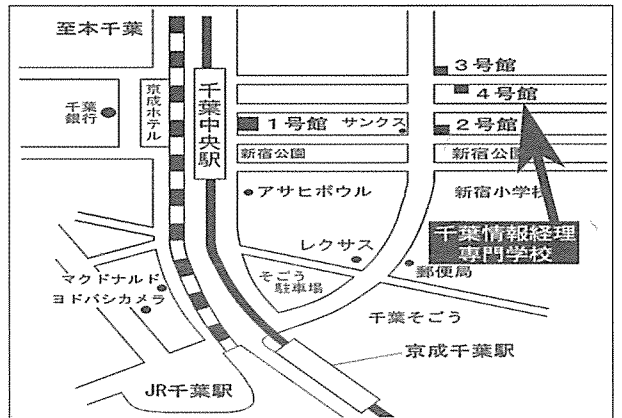 至本千葉
3号館
4号館
千葉
銀行
京成ホテル
千葉中央駅
1号館
サンクス
2号館
新宿公園
新宿公園
アサヒボウル
新宿小学校
千葉情報経理
専門学校
レクサス
郵便局
そごう
駐車場
マクドナルド
ヨドバシカメラ
千葉そごう
京成千葉駅
JR千葉駅